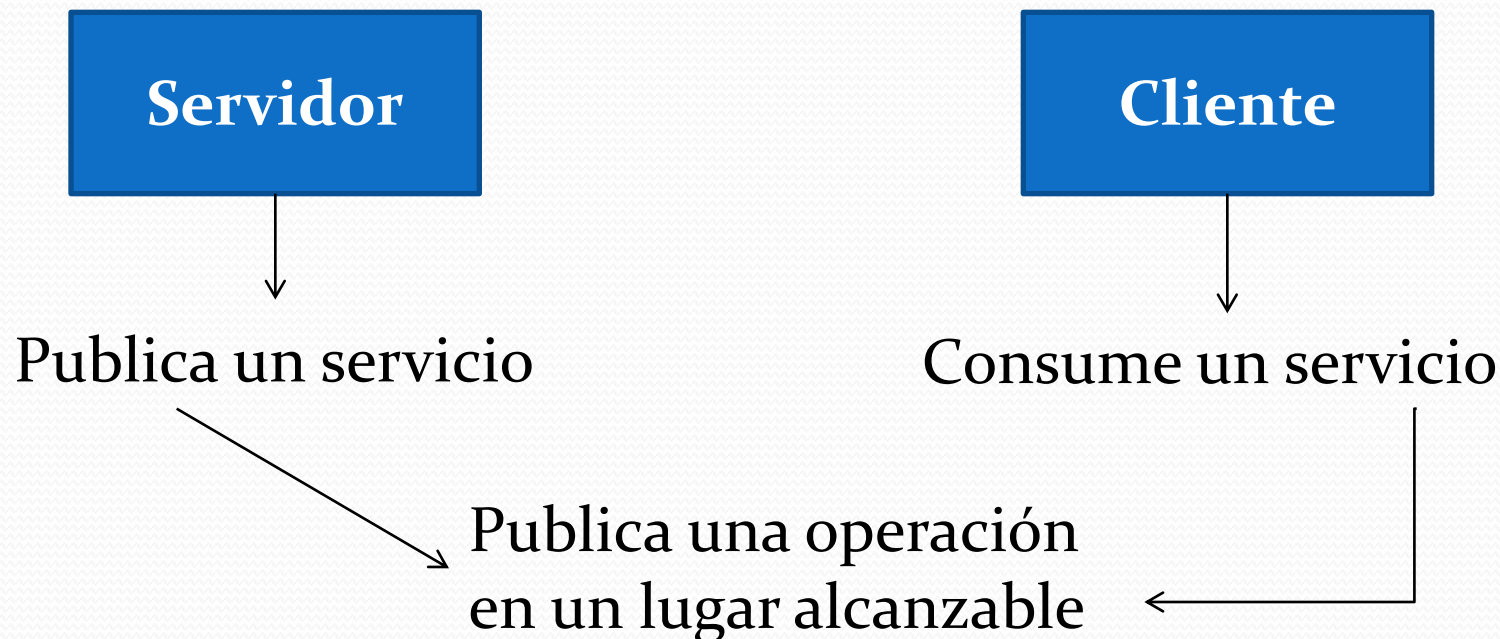 Servidor
Cliente
Publica un servicio
Consume un servicio
Publica una operación
en un lugar alcanzable